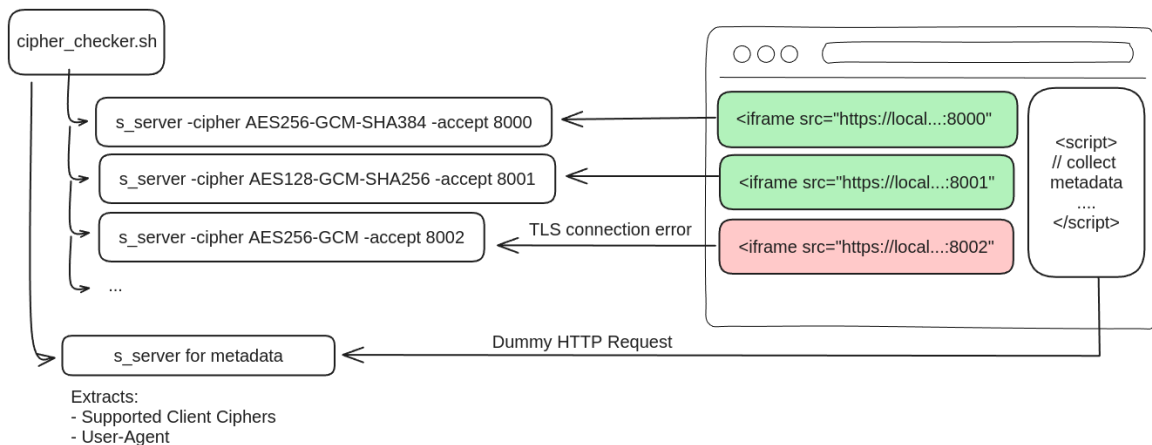 cipher_checker.sh
s_server -cipher AES256-GCM-SHA384 -accept 8000
<iframe src="https://local...:8000"
s_server -cipher AES128-GCM-SHA256 -accept 8001
<iframe src="https://local...:8001"
s_server -cipher AES256-GCM -accept 8002
TLS connection error
<iframe src="https://local...:8002"
...
<script>
// collect
metadata
....
</script>
s_server for metadata
Dummy HTTP Request
Extracts:
- Supported Client Ciphers
- User-Agent